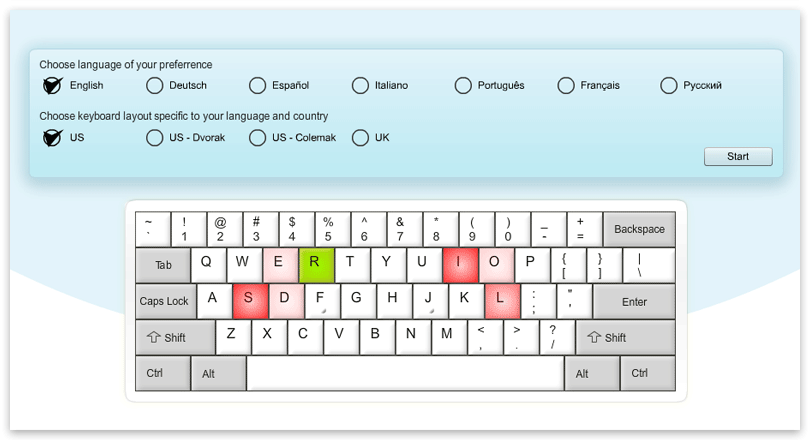 Choose language of your preferrence
English Deutsch Español Italiano Português Français Русский
Choose keyboard layout specific to your language and country
US US - Dvorak US - Colemak UK
Start
~ ! @ # $ % ^ & * ( ) _ +
` 1 2 3 4 5 6 7 8 9 0 - = Backspace
Tab Q W E R T Y U I O P { [ } ] | \
Caps Lock A S D F G H J K L : ; " ' Enter
Shift Z X C V B N M < , > . ? / Shift
Ctrl Alt Alt Ctrl